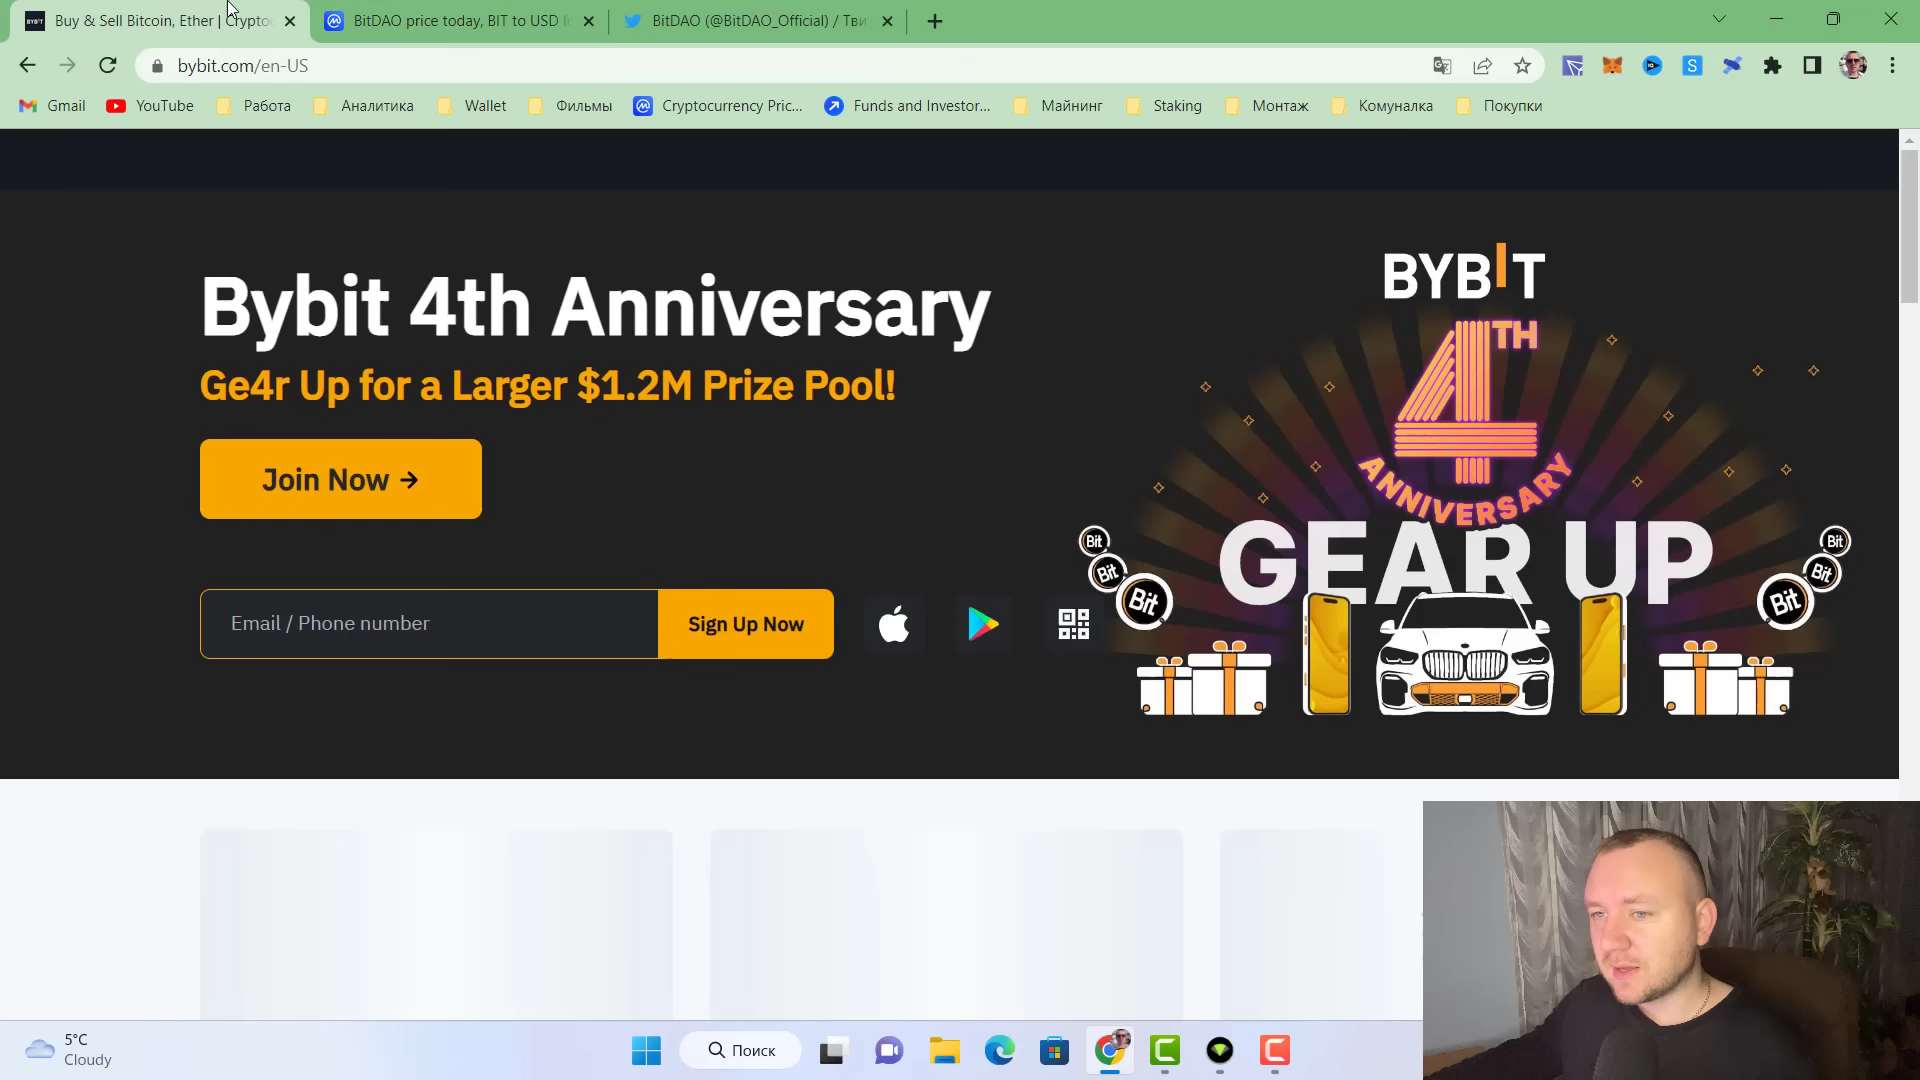 Buy & Sell Bitcoin, Ether | Crypto
BitDAO price today, BIT to USD li
BitDAO (@BitDAO_Official) / Тви
bybit.com/en-US
Gmail
YouTube
Работа
Аналитика
Wallet
Фильмы
Cryptocurrency Pric...
Funds and Investor...
Майнинг
Staking
Монтаж
Комуналка
Покупки
Bybit 4th Anniversary
Ge4r Up for a Larger $1.2M Prize Pool!
Join Now →
Email / Phone number
Sign Up Now
BYBIT
4TH
ANNIVERSARY
GEAR UP
Bit
Bit
Bit
Bit
Bit
Bit
5°C
Cloudy
Поиск